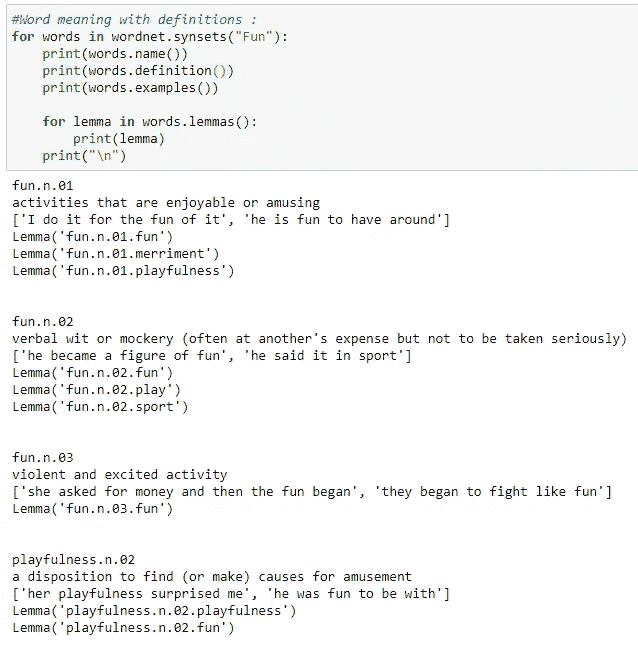 #Word meaning with definitions :
for words in wordnet.synsets("Fun"):
    print(words.name())
    print(words.definition())
    print(words.examples())
    for lemma in words.lemmas():
        print(lemma)
    print("\n")
fun.n.01
activities that are enjoyable or amusing
['I do it for the fun of it', 'he is fun to have around']
Lemma('fun.n.01.fun')
Lemma('fun.n.01.merriment')
Lemma('fun.n.01.playfulness')
fun.n.02
verbal wit or mockery (often at another's expense but not to be taken seriously)
['he became a figure of fun', 'he said it in sport']
Lemma('fun.n.02.fun')
Lemma('fun.n.02.play')
Lemma('fun.n.02.sport')
fun.n.03
violent and excited activity
['she asked for money and then the fun began', 'they began to fight like fun']
Lemma('fun.n.03.fun')
playfulness.n.02
a disposition to find (or make) causes for amusement
['her playfulness surprised me', 'he was fun to be with']
Lemma('playfulness.n.02.playfulness')
Lemma('playfulness.n.02.fun')